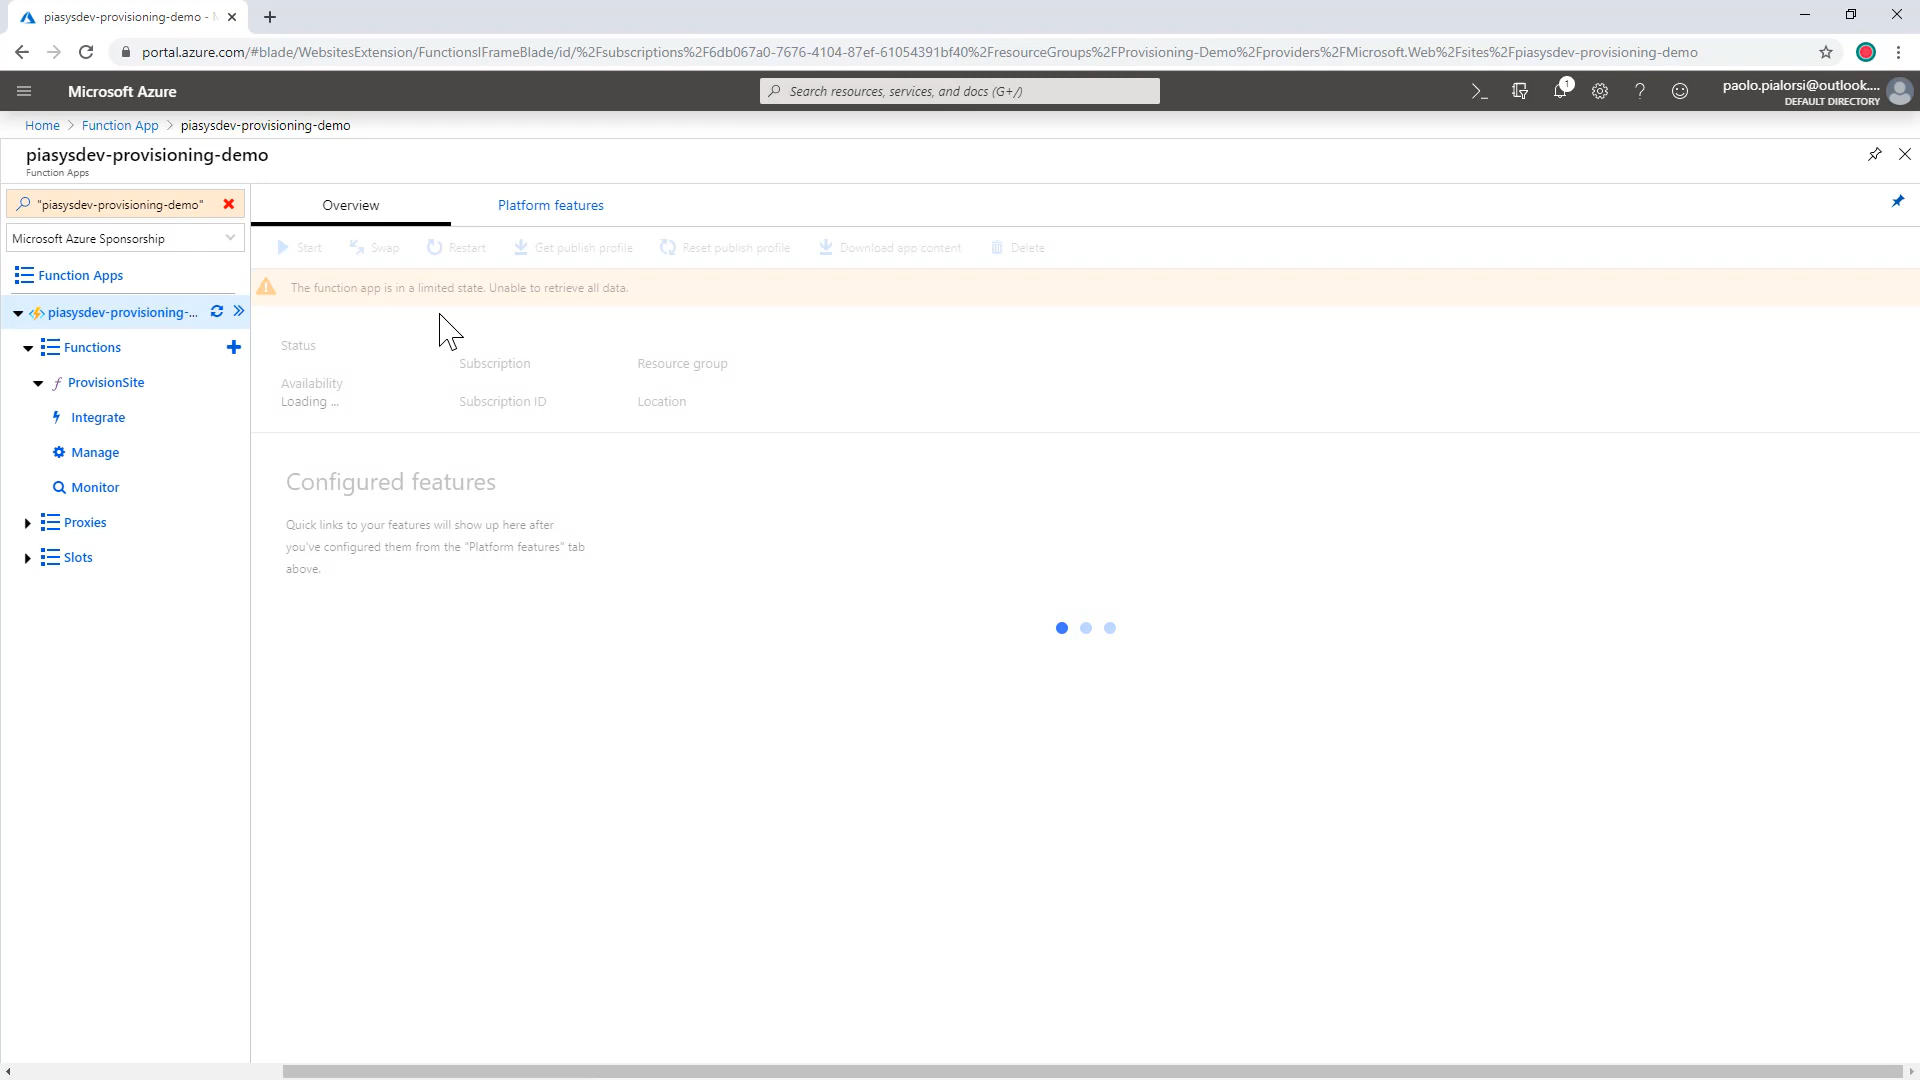 piasysdev-provisioning-demo -
portal.azure.com/#blade/WebsitesExtension/FunctionsIFrameBlade/id/%2Fsubscriptions%2F6db067a0-7676-4104-87ef-61054391bf40%2FresourceGroups%2FProvisioning-Demo%2Fproviders%2FMicrosoft.Web%2Fsites%2Fpiasysdev-provisioning-demo
Microsoft Azure
Search resources, services, and docs (G+/)
1
paolo.pialorsi@outlook....
DEFAULT DIRECTORY
Home > Function App > piasysdev-provisioning-demo
piasysdev-provisioning-demo
Function Apps
"piasysdev-provisioning-demo"
Microsoft Azure Sponsorship
Function Apps
piasysdev-provisioning-...
Functions
ProvisionSite
Integrate
Manage
Monitor
Proxies
Slots
Overview
Platform features
Start
Swap
Restart
Get publish profile
Reset publish profile
Download app content
Delete
The function app is in a limited state. Unable to retrieve all data.
Status
Subscription
Resource group
Availability
Loading ...
Subscription ID
Location
Configured features
Quick links to your features will show up here after
you've configured them from the "Platform features" tab
above.